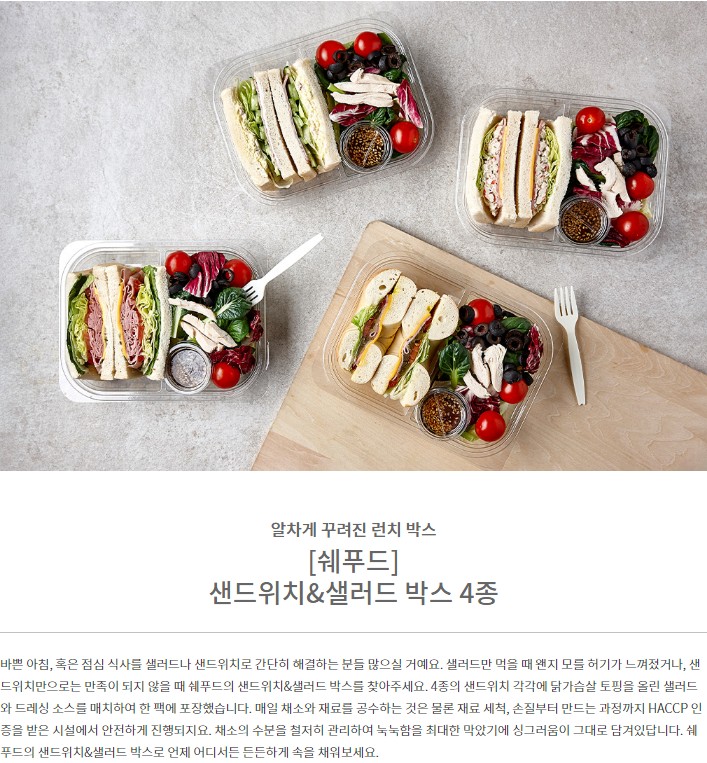 알차게 꾸려진 런치 박스
[쉐푸드]
샌드위치&샐러드 박스 4종
바쁜 아침, 혹은 점심 식사를 샐러드나 샌드위치로 간단히 해결하는 분들 많으실 거예요. 샐러드만 먹을 때 왠지 모를 허기가 느껴졌거나, 샌
드위치만으로는 만족이 되지 않을 때 쉐푸드의 샌드위치&샐러드 박스를 찾아주세요. 4종의 샌드위치 각각에 닭가슴살 토핑을 올린 샐러드
와 드레싱 소스를 매치하여 한 팩에 포장했습니다. 매일 채소와 재료를 공수하는 것은 물론 재료 세척, 손질부터 만드는 과정까지 HACCP 인
증을 받은 시설에서 안전하게 진행되지요. 채소의 수분을 철저히 관리하여 눅눅함을 최대한 막았기에 싱그러움이 그대로 담겨있답니다. 쉐
푸드의 샌드위치&샐러드 박스로 언제 어디서든 든든하게 속을 채워보세요.